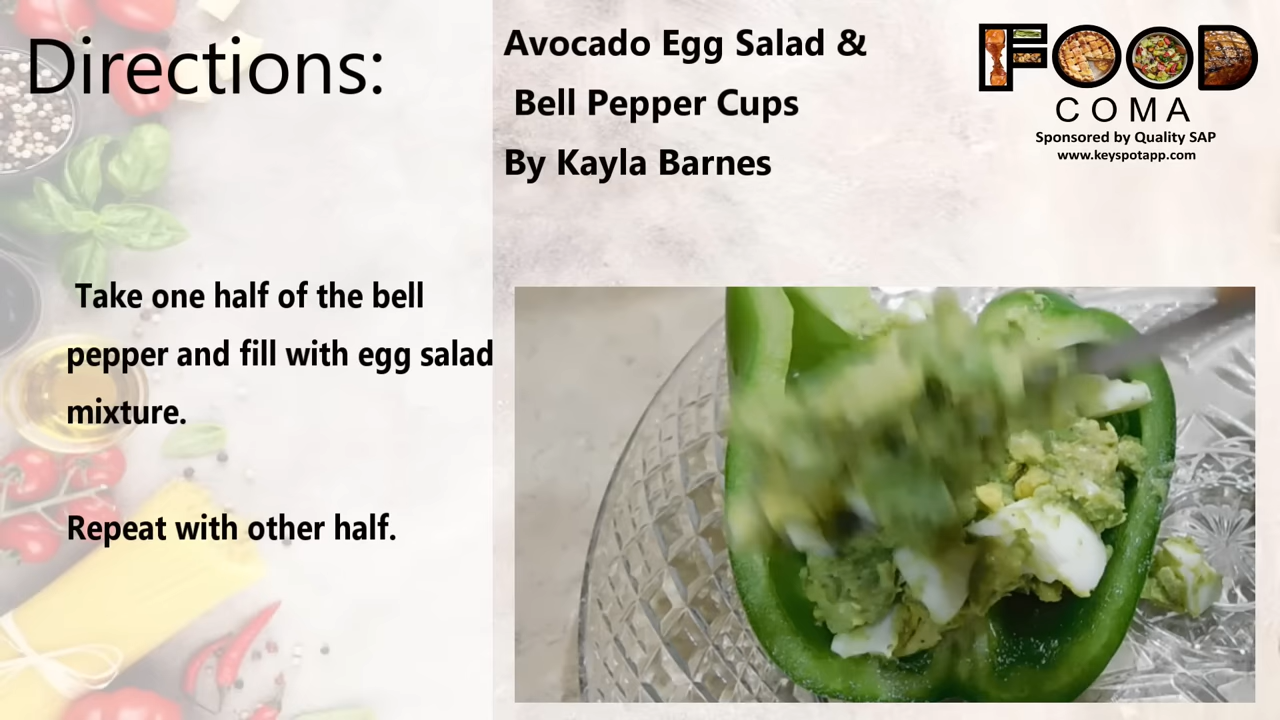 Directions:
Take one half of the bell
pepper and fill with egg salad
mixture.
Repeat with other half.
Avocado Egg Salad &
Bell Pepper Cups
By Kayla Barnes
FOOD
COMA
Sponsored by Quality SAP
www.keyspotapp.com